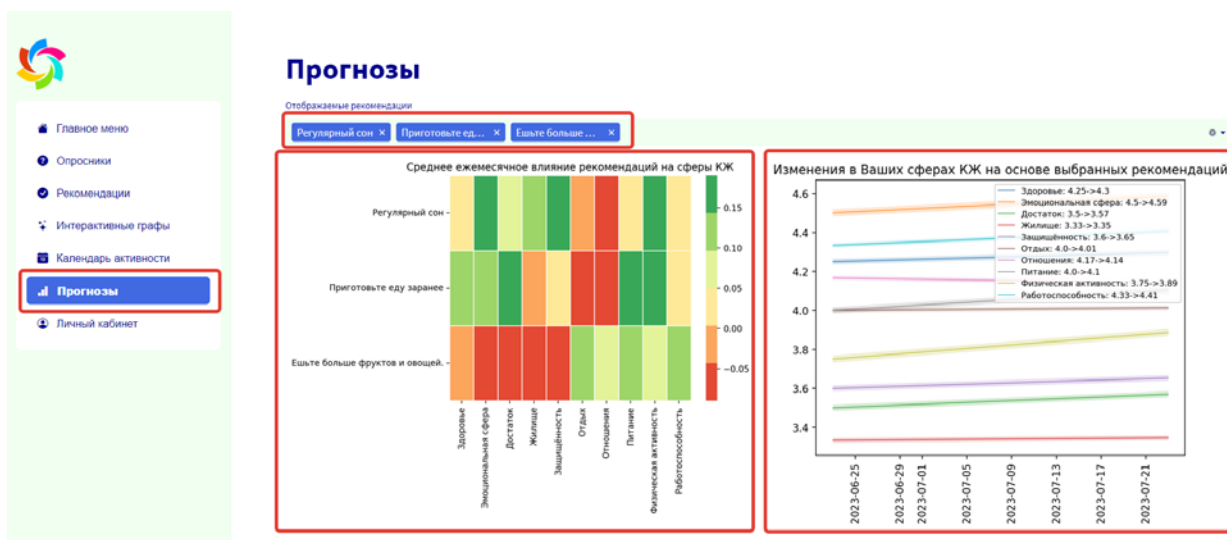 Главное меню
Опросники
Рекомендации
Интерактивные графы
Календарь активности
Прогнозы
Личный кабинет
Прогнозы
Отображаемые рекомендации
Регулярный сон ×
Приготовьте ед... ×
Ешьте больше ... ×
Среднее ежемесячное влияние рекомендаций на сферы КЖ
Регулярный сон
Приготовьте еду заранее
Ешьте больше фруктов и овощей.
Здоровье
Эмоциональная сфера
Достаток
Жилище
Защищённость
Отдых
Отношения
Питание
Физическая активность
Работоспособность
0.15
0.10
0.05
0.00
−0.05
Изменения в Ваших сферах КЖ на основе выбранных рекомендаций
4.6
4.4
4.2
4.0
3.8
3.6
3.4
Здоровье: 4.25->4.3
Эмоциональная сфера: 4.5->4.59
Достаток: 3.5->3.57
Жилище: 3.33->3.35
Защищённость: 3.6->3.65
Отдых: 4.0->4.01
Отношения: 4.17->4.14
Питание: 4.0->4.1
Физическая активность: 3.75->3.89
Работоспособность: 4.33->4.41
2023-06-25
2023-06-29
2023-07-01
2023-07-05
2023-07-09
2023-07-13
2023-07-17
2023-07-21